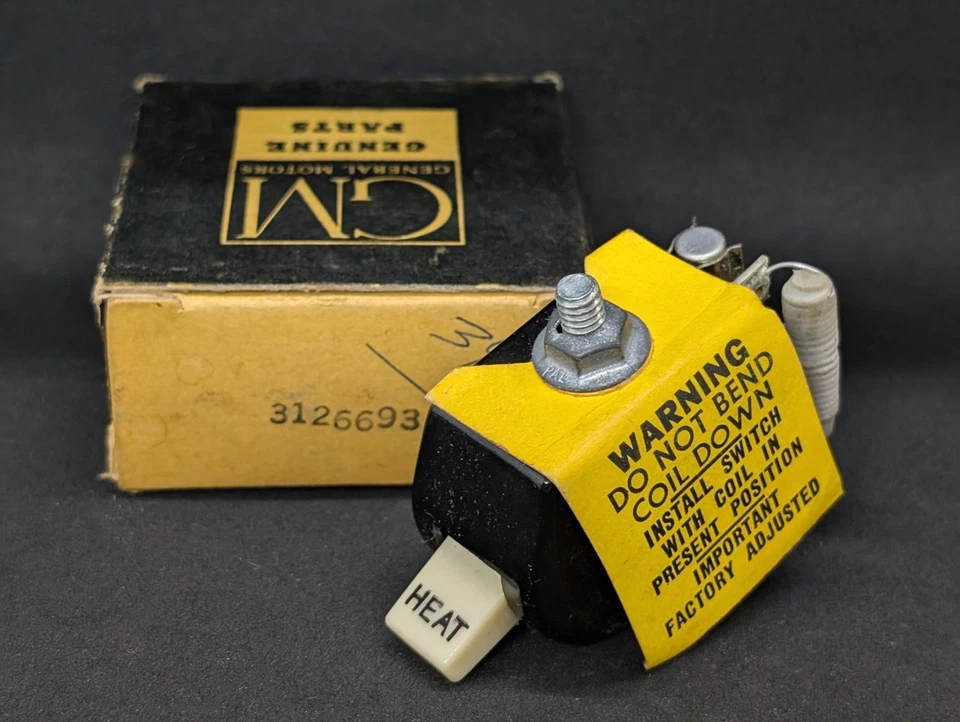 GM
GENERAL MOTORS
GENUINE
PARTS
3126693
PAL
WARNING
DO NOT BEND
COIL DOWN
INSTALL SWITCH
WITH COIL IN
PRESENT POSITION
IMPORTANT
FACTORY ADJUSTED
HEAT